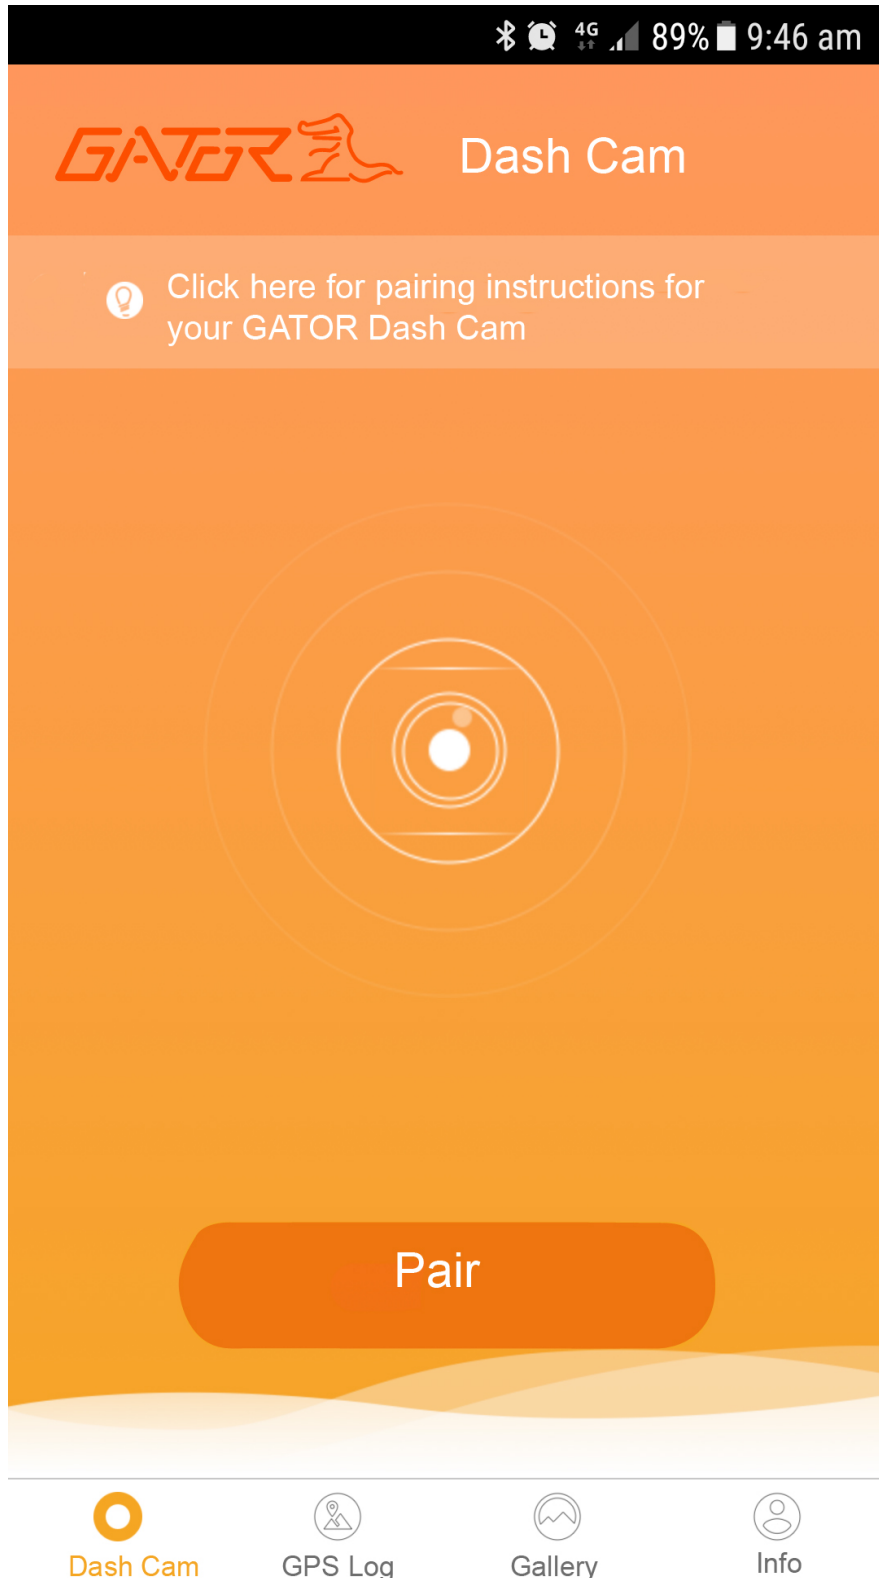 4G 89% 9:46 am
GATOR Dash Cam
Click here for pairing instructions for
your GATOR Dash Cam
Pair
Dash Cam GPS Log Gallery Info